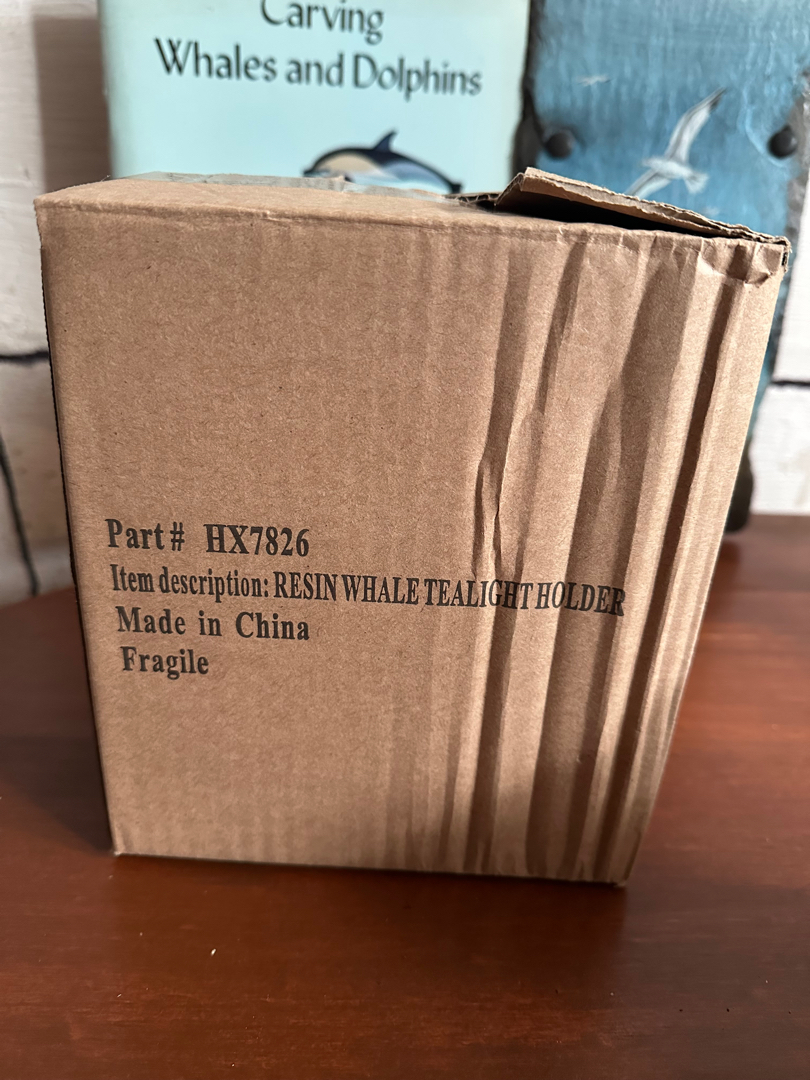 Carving
Whales and Dolphins
Part # HX7826
Item description: RESIN WHALE TEALIGHT HOLDER
Made in China
Fragile